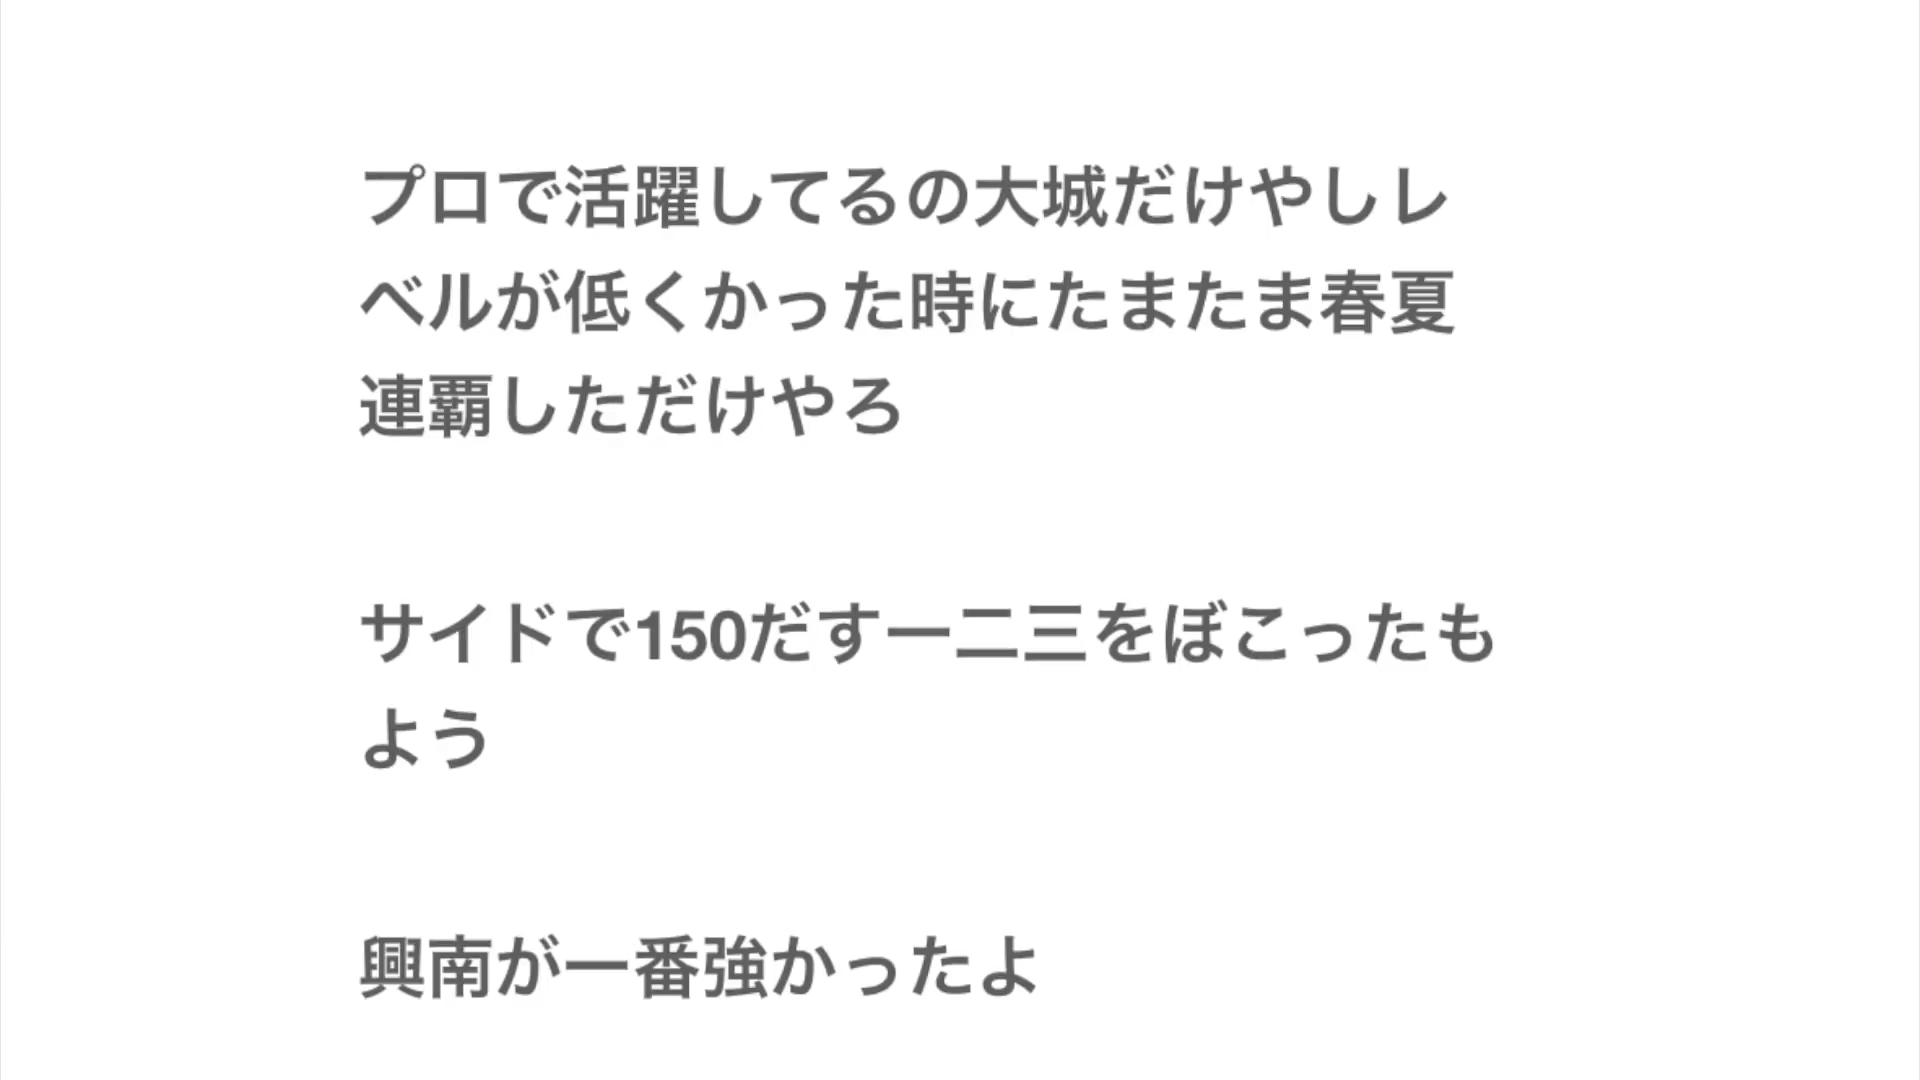 プロで活躍してるの大城だけやしレ
ベルが低くかった時にたまたま春夏
連覇しただけやろ
サイドで150だす一二三をぼこったも
よう
興南が一番強かったよ